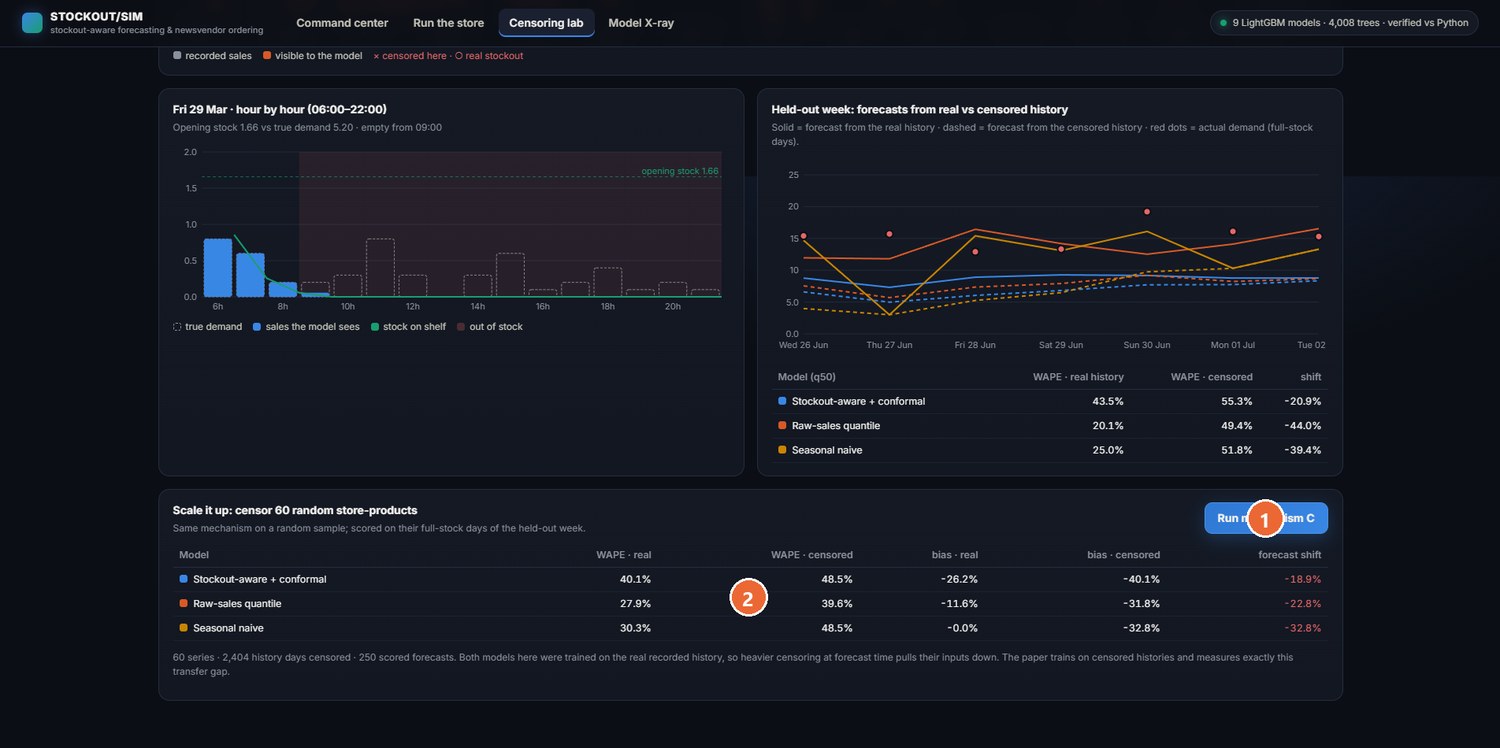 STOCKOUT/SIM
stockout-aware forecasting & newsvendor ordering
Command center
Run the store
Censoring lab
Model X-ray
9 LightGBM models · 4,008 trees · verified vs Python
recorded sales visible to the model × censored here · O real stockout
Fri 29 Mar · hour by hour (06:00–22:00)
Opening stock 1.66 vs true demand 5.20 · empty from 09:00
2.0
opening stock 1.66
1.5
1.0
0.5
0.0
6h 8h 10h 12h 14h 16h 18h 20h
true demand sales the model sees stock on shelf out of stock
Held-out week: forecasts from real vs censored history
Solid = forecast from the real history · dashed = forecast from the censored history · red dots = actual demand (full-stock
days).
25
20
15
10
5.0
0.0
Wed 26 Jun Thu 27 Jun Fri 28 Jun Sat 29 Jun Sun 30 Jun Mon 01 Jul Tue 02
Model (q50) WAPE · real history WAPE · censored shift
Stockout-aware + conformal 43.5% 55.3% -20.9%
Raw-sales quantile 20.1% 49.4% -44.0%
Seasonal naive 25.0% 51.8% -39.4%
Scale it up: censor 60 random store-products
Same mechanism on a random sample; scored on their full-stock days of the held-out week.
Run C
1
Model WAPE · real WAPE · censored bias · real bias · censored forecast shift
Stockout-aware + conformal 40.1% 48.5% -26.2% -40.1% -18.9%
2
Raw-sales quantile 27.9% 39.6% -11.6% -31.8% -22.8%
Seasonal naive 30.3% 48.5% -0.0% -32.8% -32.8%
60 series · 2,404 history days censored · 250 scored forecasts. Both models here were trained on the real recorded history, so heavier censoring at forecast time pulls their inputs down. The paper trains on censored histories and measures exactly this
transfer gap.